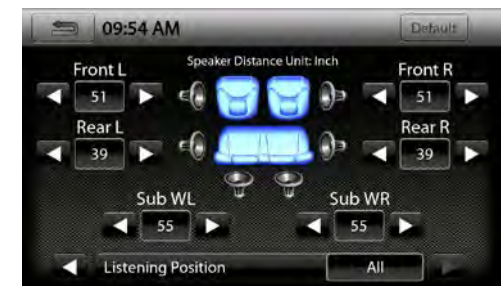 09:54 AM Default
Speaker Distance Unit: Inch
Front L Front R
51 51
Rear L Rear R
39 39
Sub WL Sub WR
55 55
Listening Position All